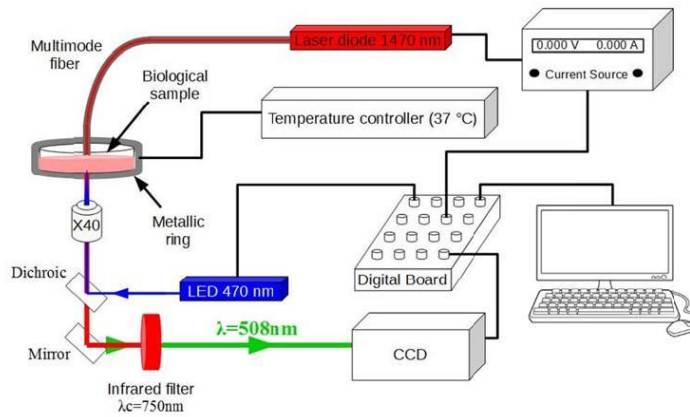 Multimode
fiber
Laser diode 1470 nm
0.000 V 0.000 A
Current Source
Biological
sample
Temperature controller (37 °C)
Metallic
ring
X40
Dichroic
LED 470 nm
Digital Board
Mirror
λ=508nm
CCD
Infrared filter
λc=750nm